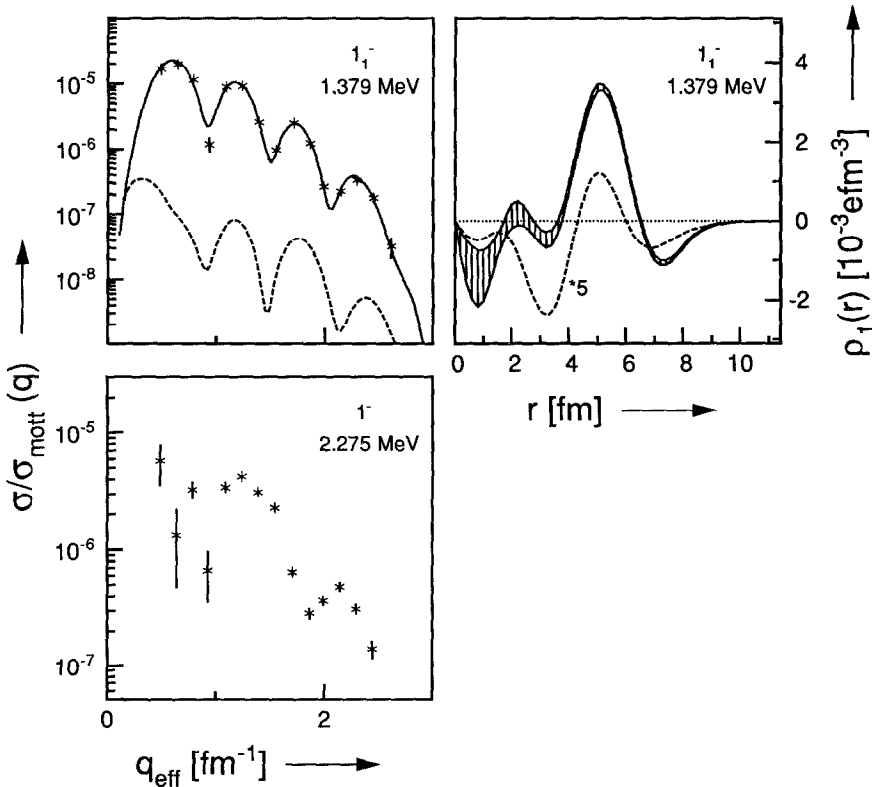 1₁⁻
1.379 MeV
10⁻⁵
10⁻⁶
10⁻⁷
10⁻⁸
1₁⁻
1.379 MeV
*5
4
2
0
-2
0 2 4 6 8 10
r [fm]
ρ₁(r) [10⁻³efm⁻³]
σ/σₘₒₜₜ (q)
1⁻
2.275 MeV
10⁻⁵
10⁻⁶
10⁻⁷
0 2
q_eff [fm⁻¹]